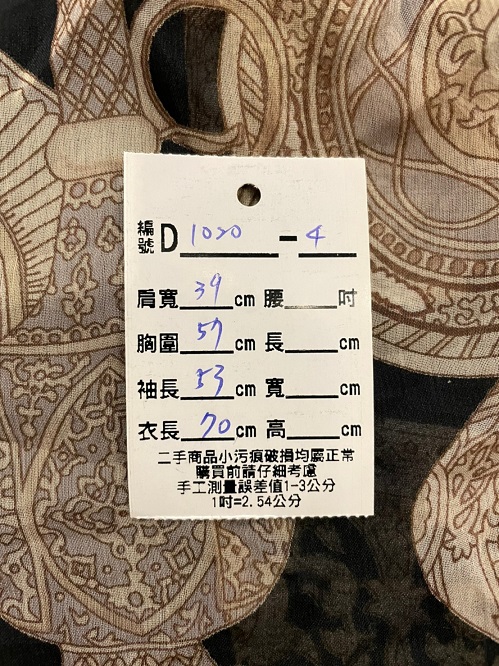 編號D 1020 - 4
肩寬 39 cm 腰 吋
胸圍 57 cm 長 cm
袖長 53 cm 寬 cm
衣長 70 cm 高 cm
二手商品小污痕破損均屬正常
購買前請仔細考慮
手工測量誤差值1-3公分
1吋=2.54公分